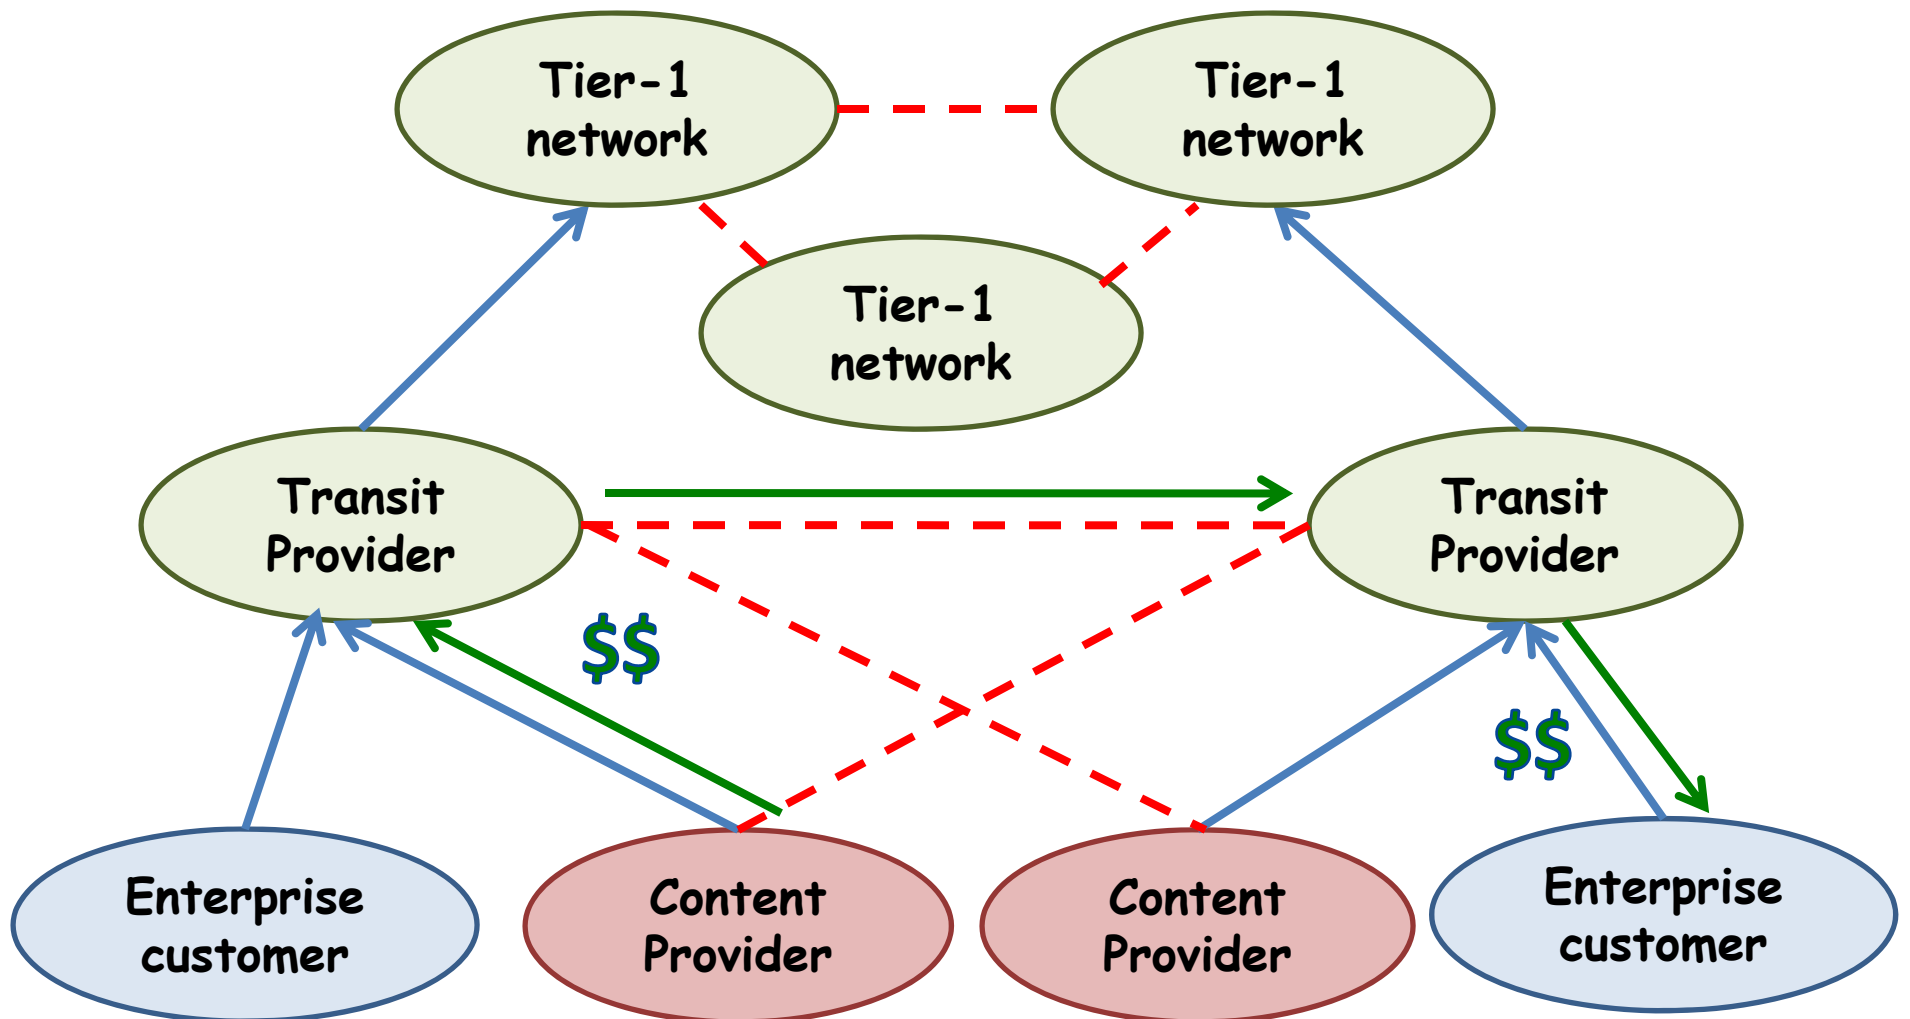 Tier-1
network
Tier-1
network
Tier-1
network
Transit
Provider
Transit
Provider
$$
$$
Enterprise
customer
Content
Provider
Content
Provider
Enterprise
customer